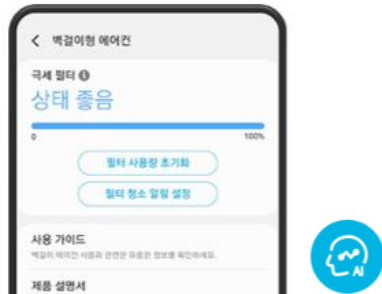 백걸이형 에어컨
극세 필터
상태 좋음
0 100%
필터 사용량 초기화
필터 청소 알림 설정
사용 가이드
벽걸이 에어컨 사용과 관련한 유용한 정보를 확인하세요.
제품 설명서
AI